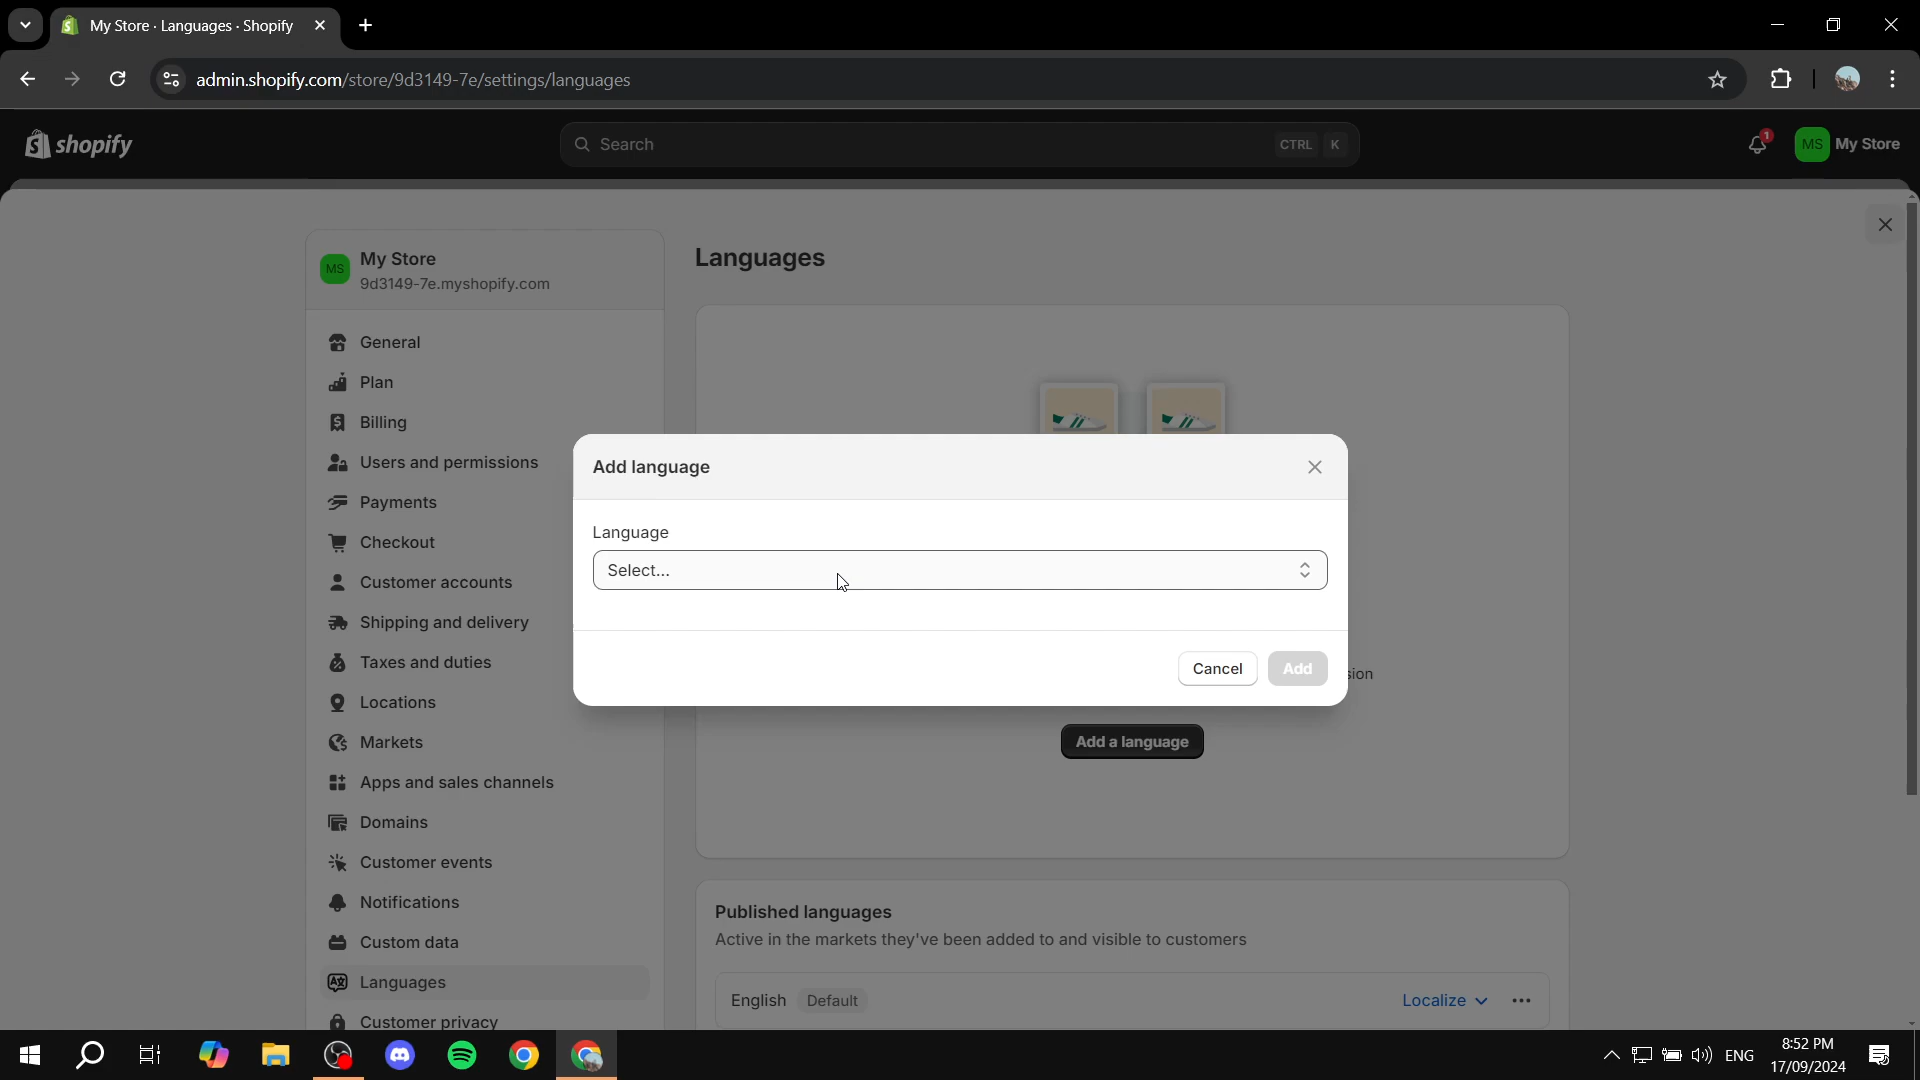 My Store · Languages · Shopify
admin.shopify.com/store/9d3149-7e/settings/languages
shopify
Search
CTRL K
1
MS
My Store
MS
My Store
9d3149-7e.myshopify.com
General
Plan
Billing
Users and permissions
Payments
Checkout
Customer accounts
Shipping and delivery
Taxes and duties
Locations
Markets
Apps and sales channels
Domains
Customer events
Notifications
Custom data
Languages
Customer privacy
Languages
Add language
Language
Select...
Cancel
Add
sion
Add a language
Published languages
Active in the markets they've been added to and visible to customers
English Default
Localize
ENG
8:52 PM
17/09/2024